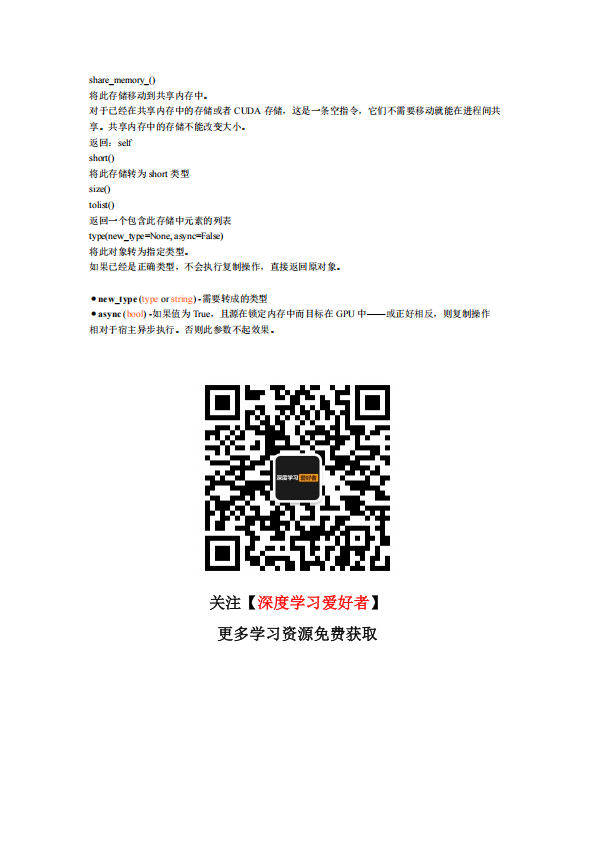 share_memory_()
将此存储移动到共享内存中。
对于已经在共享内存中的存储或者 CUDA 存储，这是一条空指令，它们不需要移动就能在进程间共
享。共享内存中的存储不能改变大小。
返回：self
short()
将此存储转为 short 类型
size()
tolist()
返回一个包含此存储中元素的列表
type(new_type=None, async=False)
将此对象转为指定类型。
如果已经是正确类型，不会执行复制操作，直接返回原对象。
●new_type (type or string) -需要转成的类型
●async (bool) -如果值为 True，且源在锁定内存中而目标在 GPU 中——或正好相反，则复制操作
相对于宿主异步执行。否则此参数不起效果。
深度学习 爱好者
关注【深度学习爱好者】
更多学习资源免费获取